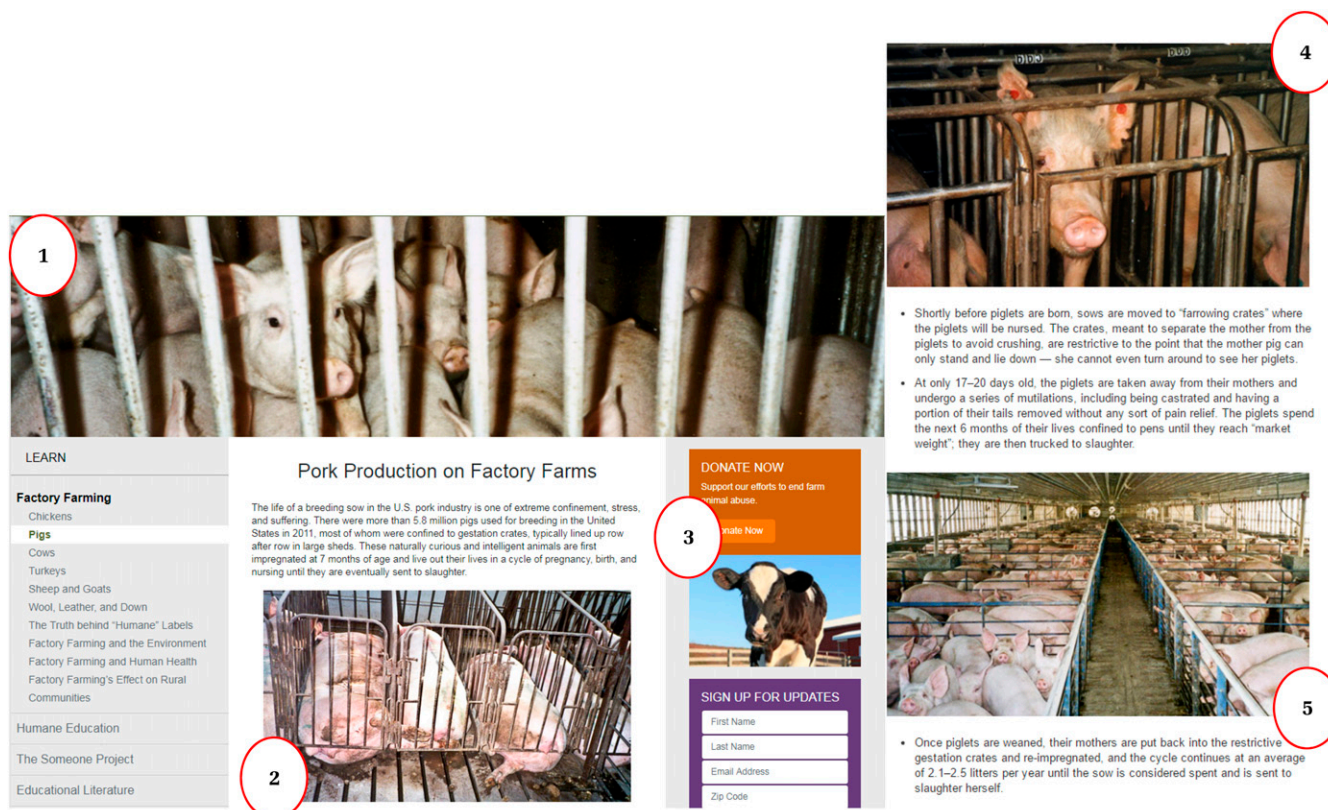 1
LEARN
Factory Farming
Chickens
Pigs
Cows
Turkeys
Sheep and Goats
Wool, Leather, and Down
The Truth behind “Humane” Labels
Factory Farming and the Environment
Factory Farming and Human Health
Factory Farming's Effect on Rural
Communities
Humane Education
The Someone Project
Educational Literature
Pork Production on Factory Farms
The life of a breeding sow in the U.S. pork industry is one of extreme confinement, stress,
and suffering. There were more than 5.8 million pigs used for breeding in the United
States in 2011, most of whom were confined to gestation crates, typically lined up row
after row in large sheds. These naturally curious and intelligent animals are first
impregnated at 7 months of age and live out their lives in a cycle of pregnancy, birth, and
nursing until they are eventually sent to slaughter.
2
DONATE NOW
Support our efforts to end farm
animal abuse.
Now
3
SIGN UP FOR UPDATES
First Name
Last Name
Email Address
Zip Code
4
• Shortly before piglets are born, sows are moved to “farrowing crates” where
the piglets will be nursed. The crates, meant to separate the mother from the
piglets to avoid crushing, are restrictive to the point that the mother pig can
only stand and lie down — she cannot even turn around to see her piglets.
• At only 17–20 days old, the piglets are taken away from their mothers and
undergo a series of mutilations, including being castrated and having a
portion of their tails removed without any sort of pain relief. The piglets spend
the next 6 months of their lives confined to pens until they reach “market
weight”; they are then trucked to slaughter.
5
• Once piglets are weaned, their mothers are put back into the restrictive
gestation crates and re-impregnated, and the cycle continues at an average
of 2.1–2.5 litters per year until the sow is considered spent and is sent to
slaughter herself.